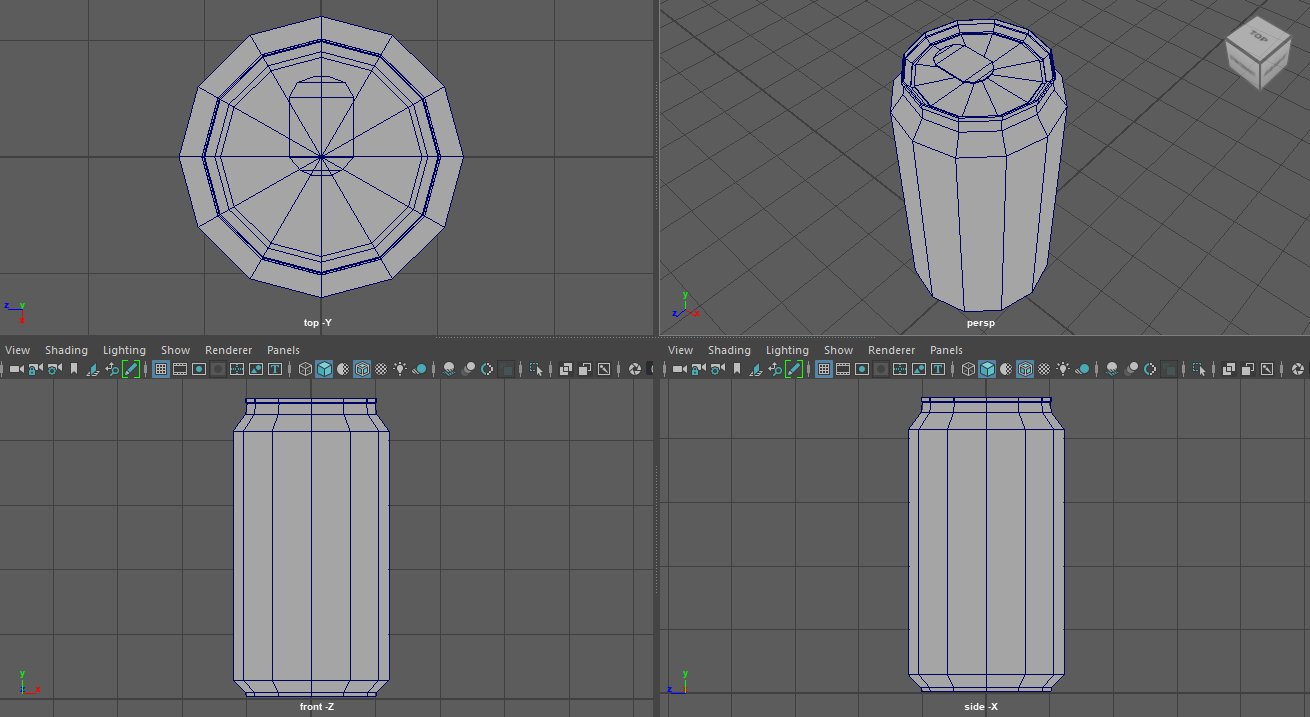 TOP
z y
x
top -Y
y
z x
persp
View Shading Lighting Show Renderer Panels
View Shading Lighting Show Renderer Panels
y
z x
front -Z
y
z x
side -X